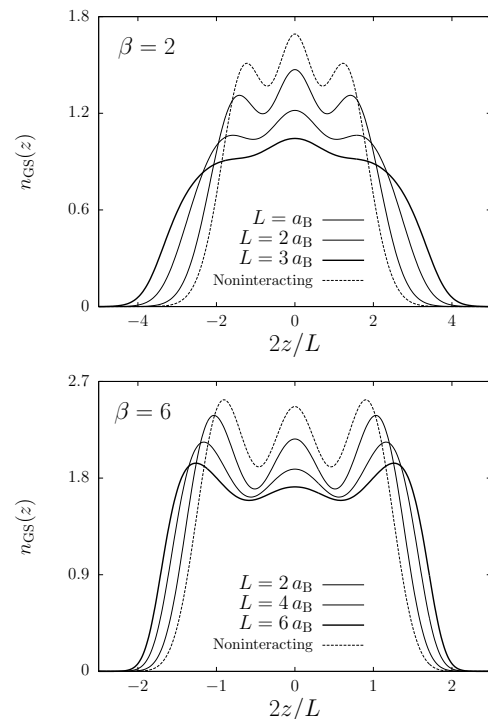 1.8
β = 2
1.2
n_GS(z)
0.6
L = a_B
L = 2 a_B
L = 3 a_B
Noninteracting
0
−4 −2 0 2 4
2z/L
2.7
β = 6
1.8
n_GS(z)
0.9
L = 2 a_B
L = 4 a_B
L = 6 a_B
Noninteracting
0
−2 −1 0 1 2
2z/L